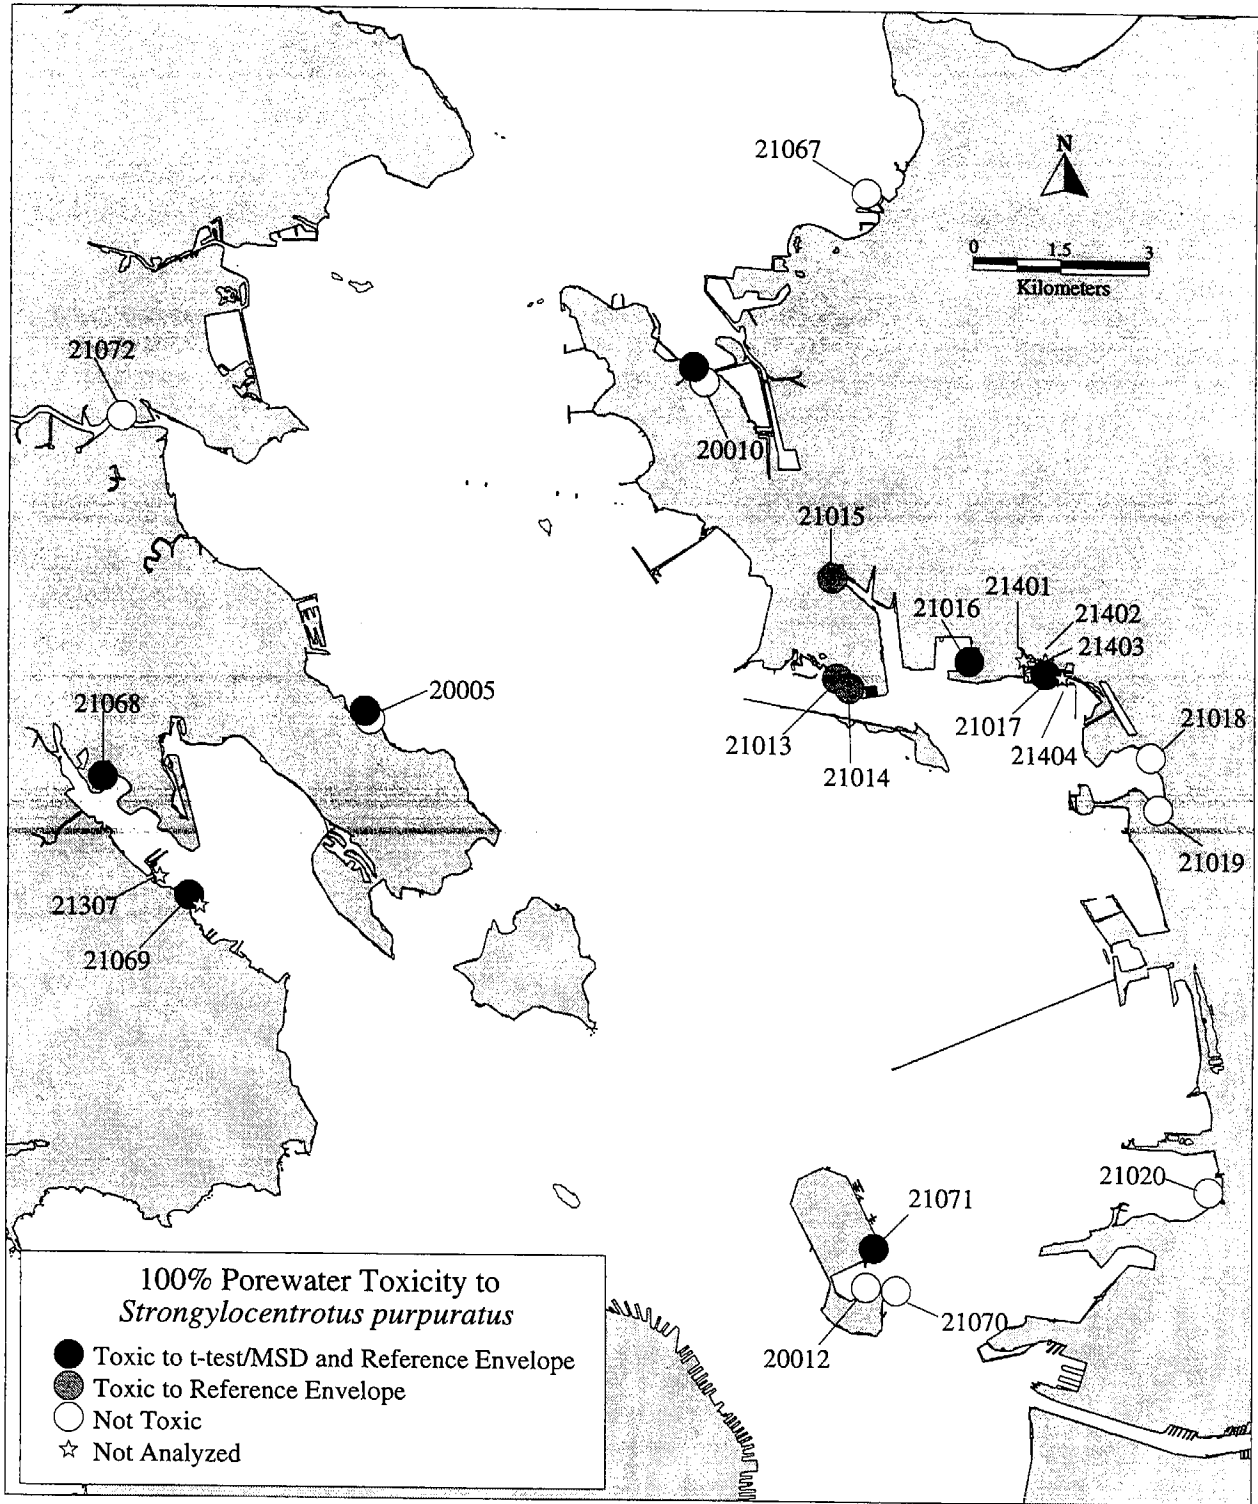 21067
N
0 1.5 3
Kilometers
21072
20010
21015
21401
21016
21402
21403
21068
20005
21013
21017
21018
21014
21404
21019
21307
21069
21020
21071
21070
20012
100% Porewater Toxicity to
Strongylocentrotus purpuratus
Toxic to t-test/MSD and Reference Envelope
Toxic to Reference Envelope
Not Toxic
Not Analyzed